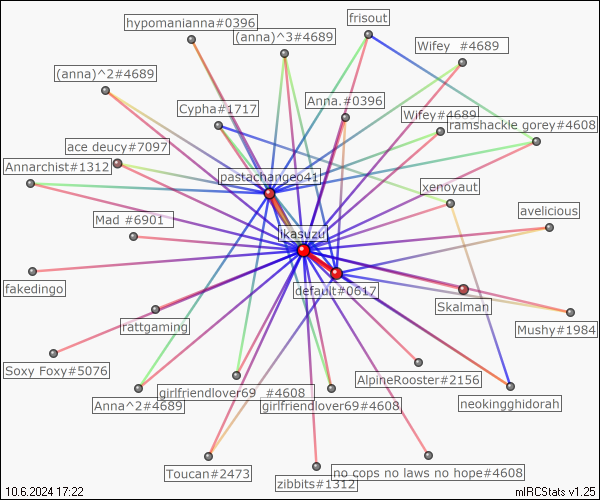 hypomanianna#0396
frisout
(anna)^3#4689
Wifey #4689
(anna)^2#4689
Cypha#1717
Anna.#0396
Wifey#4689
ramshackle gorey#4608
ace deucy#7097
Annarchist#1312
pastachangeo41
xenoyaut
Mad #6901
avelicious
ikasuzu
fakedingo
default#0617
Skalman
rattgaming
Mushy#1984
Soxy Foxy#5076
AlpineRooster#2156
girlfriendlover69 #4608
Anna^2#4689
girlfriendlover69#4608
neokingghidorah
Toucan#2473
zibbits#1312
no cops no laws no hope#4608
10.6.2024 17:22
mIRCStats v1.25